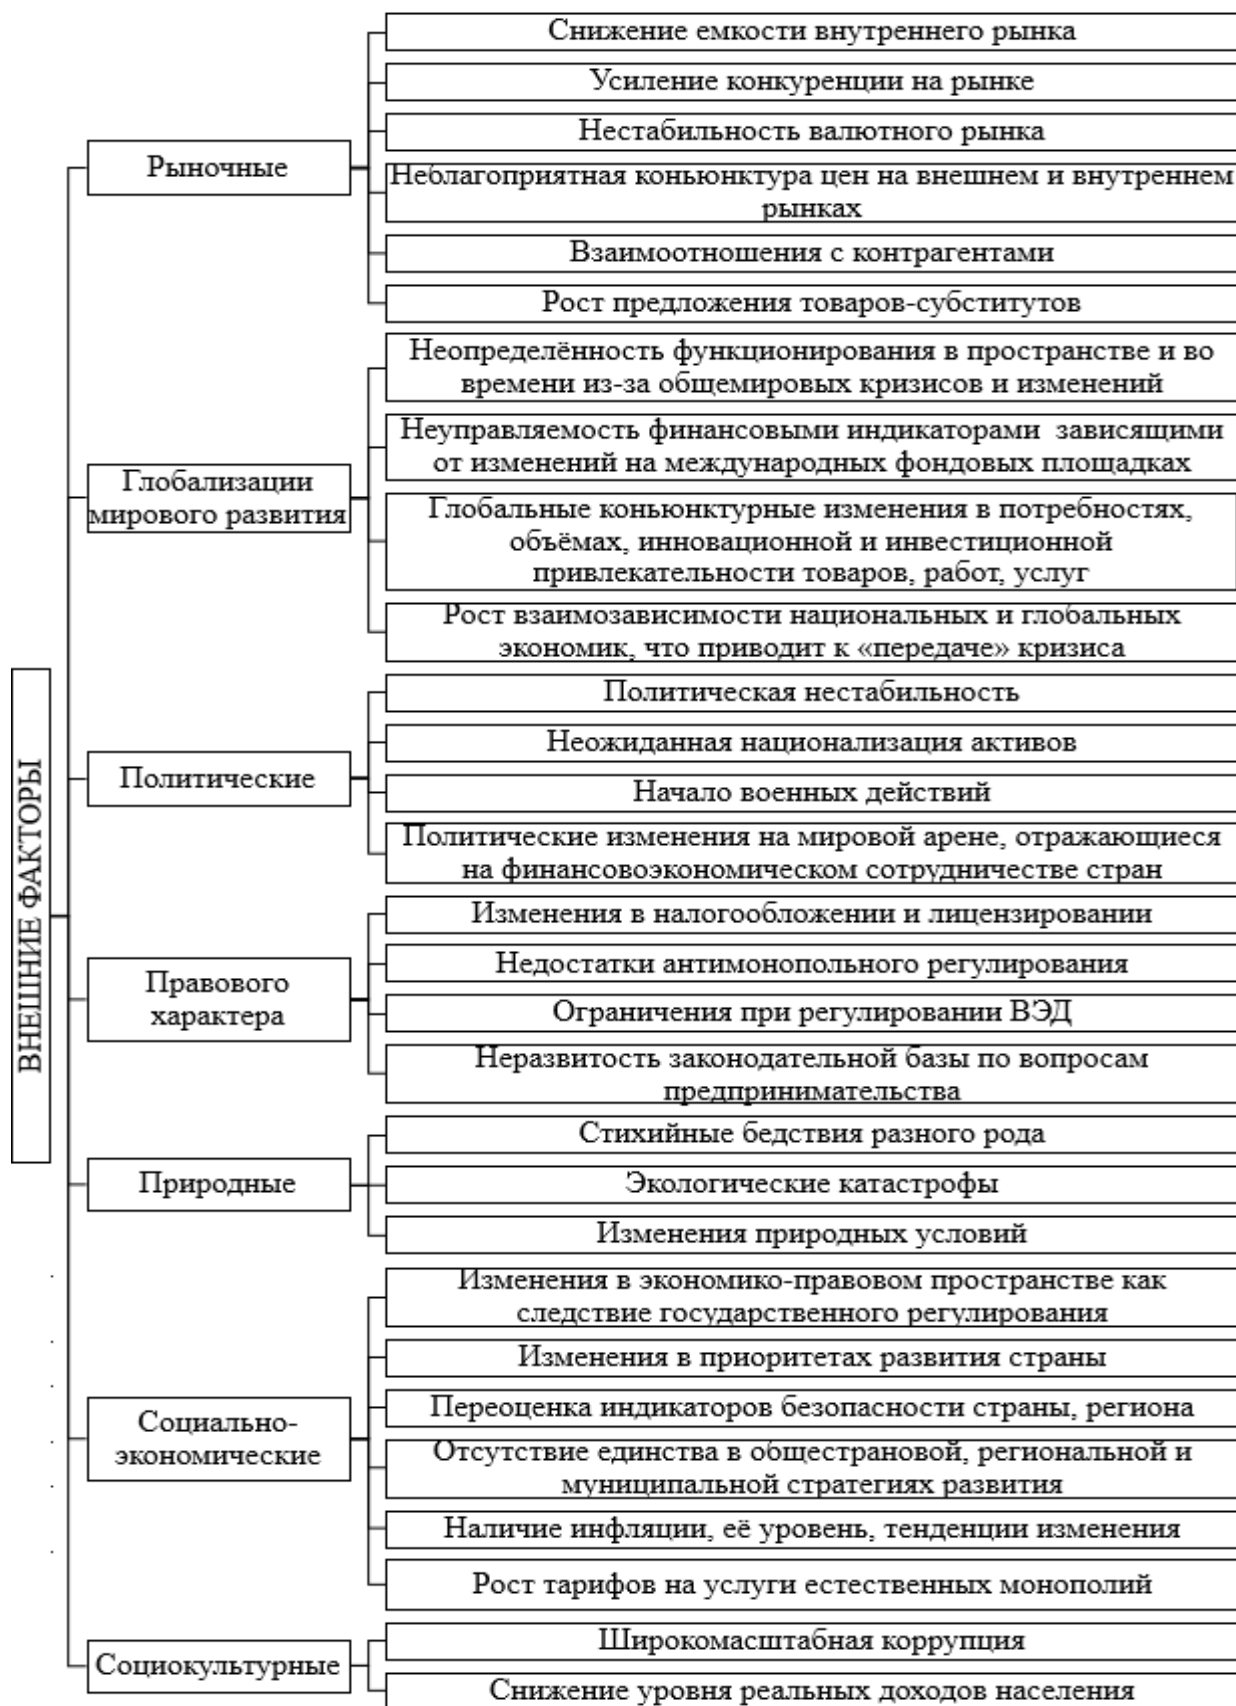 ВНЕШНИЕ ФАКТОРЫ
Рыночные
Снижение емкости внутреннего рынка
Усиление конкуренции на рынке
Нестабильность валютного рынка
Неблагоприятная коньюнктура цен на внешнем и внутреннем
рынках
Взаимоотношения с контрагентами
Рост предложения товаров-субститутов
Глобализации
мирового развития
Неопределённость функционирования в пространстве и во
времени из-за общемировых кризисов и изменений
Неуправляемость финансовыми индикаторами зависящими
от изменений на международных фондовых площадках
Глобальные коньюнктурные изменения в потребностях,
объёмах, инновационной и инвестиционной
привлекательности товаров, работ, услуг
Рост взаимозависимости национальных и глобальных
экономик, что приводит к «передаче» кризиса
Политические
Политическая нестабильность
Неожиданная национализация активов
Начало военных действий
Политические изменения на мировой арене, отражающиеся
на финансовоэкономическом сотрудничестве стран
Правового
характера
Изменения в налогообложении и лицензировании
Недостатки антимонопольного регулирования
Ограничения при регулировании ВЭД
Неразвитость законодательной базы по вопросам
предпринимательства
Природные
Стихийные бедствия разного рода
Экологические катастрофы
Изменения природных условий
Социально-
экономические
Изменения в экономико-правовом пространстве как
следствие государственного регулирования
Изменения в приоритетах развития страны
Переоценка индикаторов безопасности страны, региона
Отсутствие единства в общестрановой, региональной и
муниципальной стратегиях развития
Наличие инфляции, её уровень, тенденции изменения
Рост тарифов на услуги естественных монополий
Социокультурные
Широкомасштабная коррупция
Снижение уровня реальных доходов населения